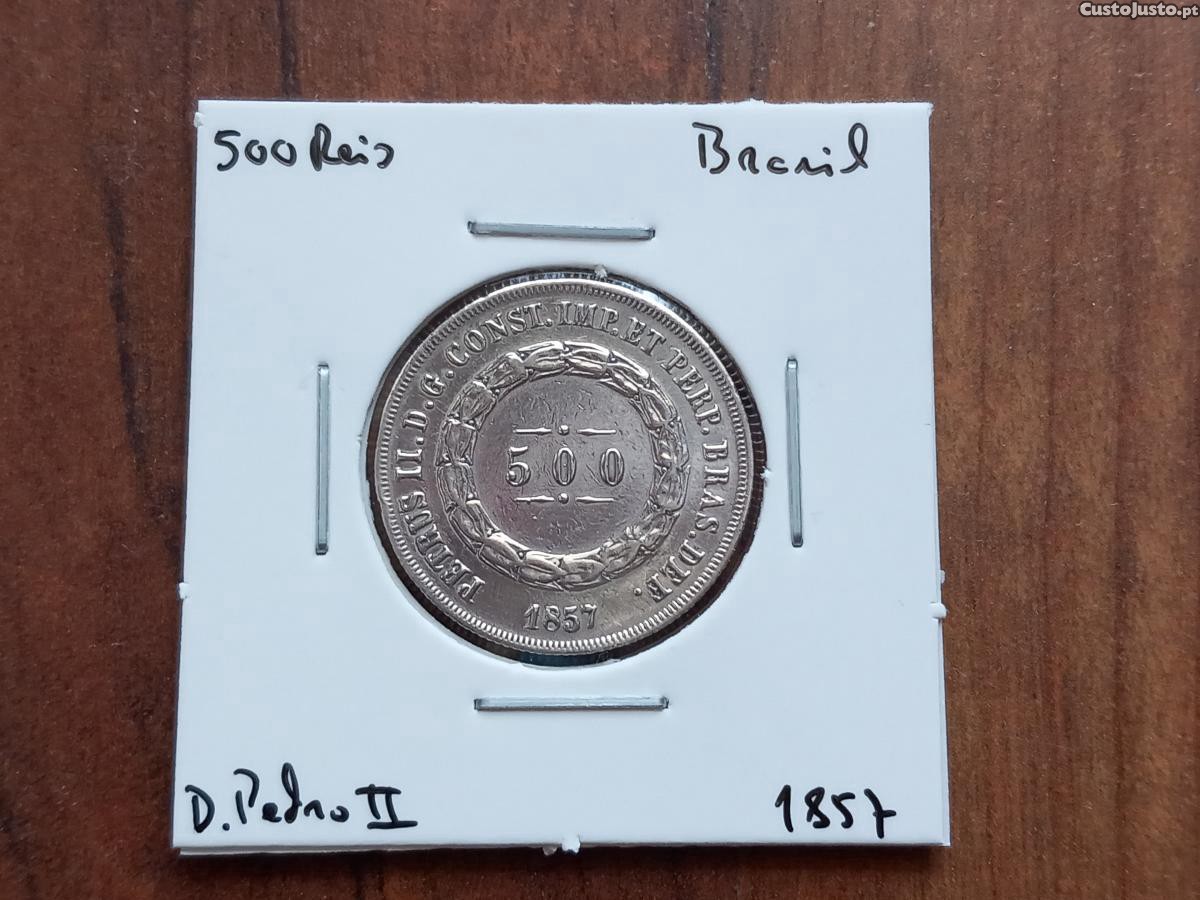 CustoJusto.pt
500 Reis
Brasil
PETRUS II. D. G. CONST. IMP. ET PERP. BRAS. DEF.
500
1857
D. Pedro II
1857